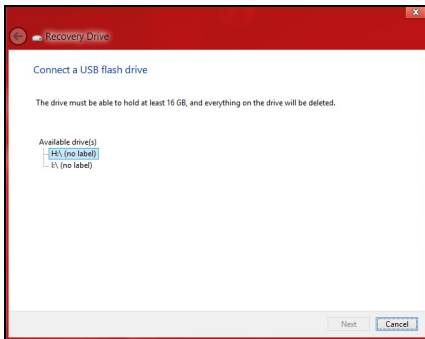 x
Recovery Drive
Connect a USB flash drive
The drive must be able to hold at least 16 GB, and everything on the drive will be deleted.
Available drive(s)
H:\ (no label)
I:\ (no label)
Next
Cancel